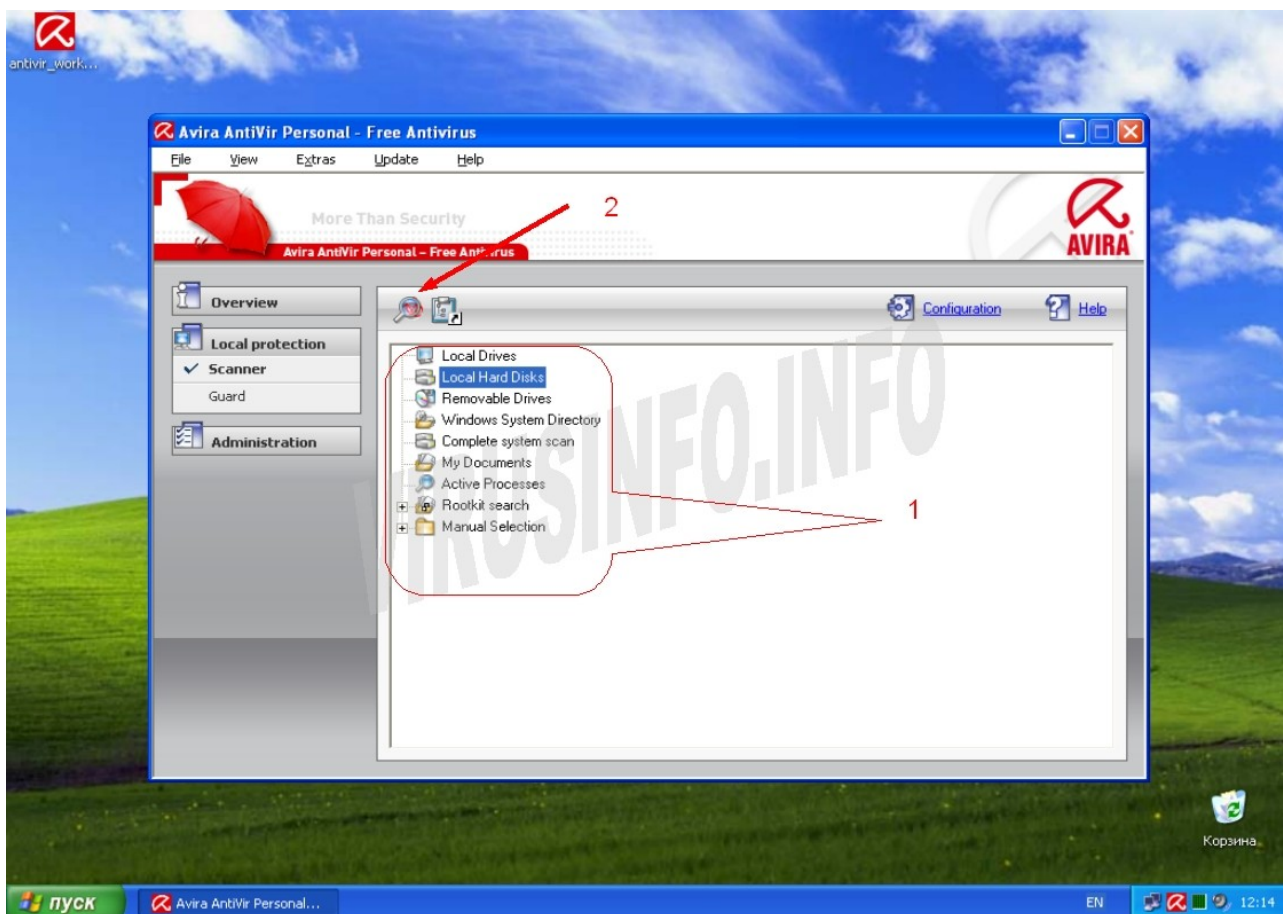 antivir_work...
Avira AntiVir Personal - Free Antivirus
File View Extras Update Help
More Than Security
2
AVIRA
Avira AntiVir Personal – Free Antivirus
Overview
Configuration Help
Local protection
Scanner
Guard
Administration
Local Drives
Local Hard Disks
Removable Drives
Windows System Directory
Complete system scan
My Documents
Active Processes
Rootkit search
Manual Selection
1
VIRUSINFO.INFO
Корзина
пуск
Avira AntiVir Personal...
EN
12:14